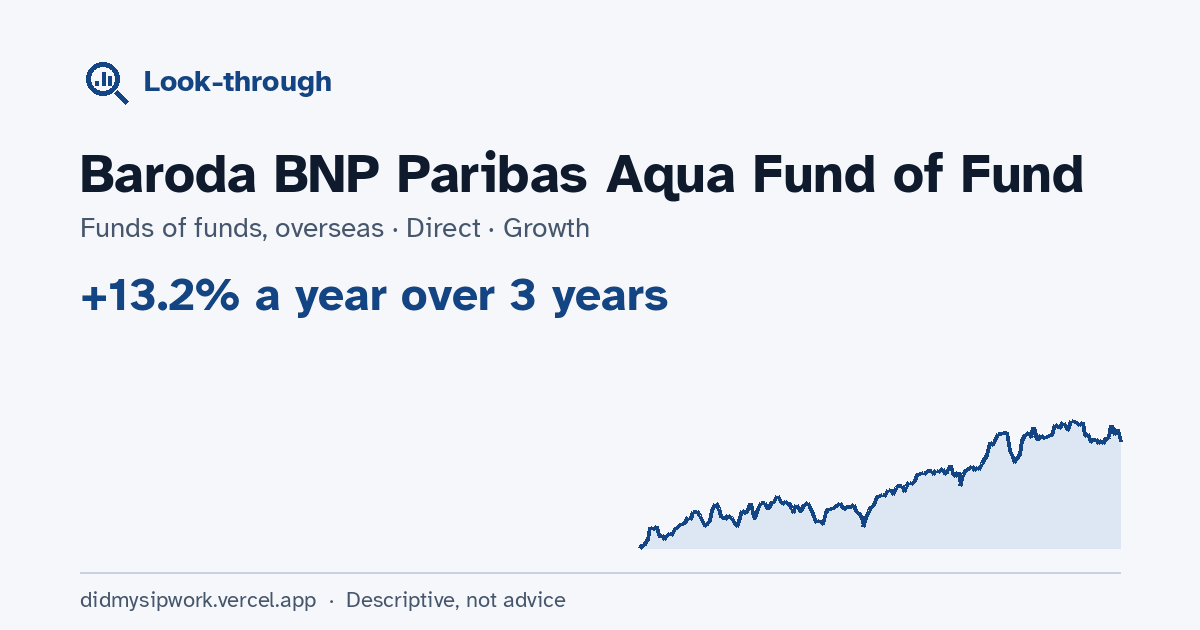 Look-through
Baroda BNP Paribas Aqua Fund of Fund
Funds of funds, overseas · Direct · Growth
+13.2% a year over 3 years
didmysipwork.vercel.app · Descriptive, not advice